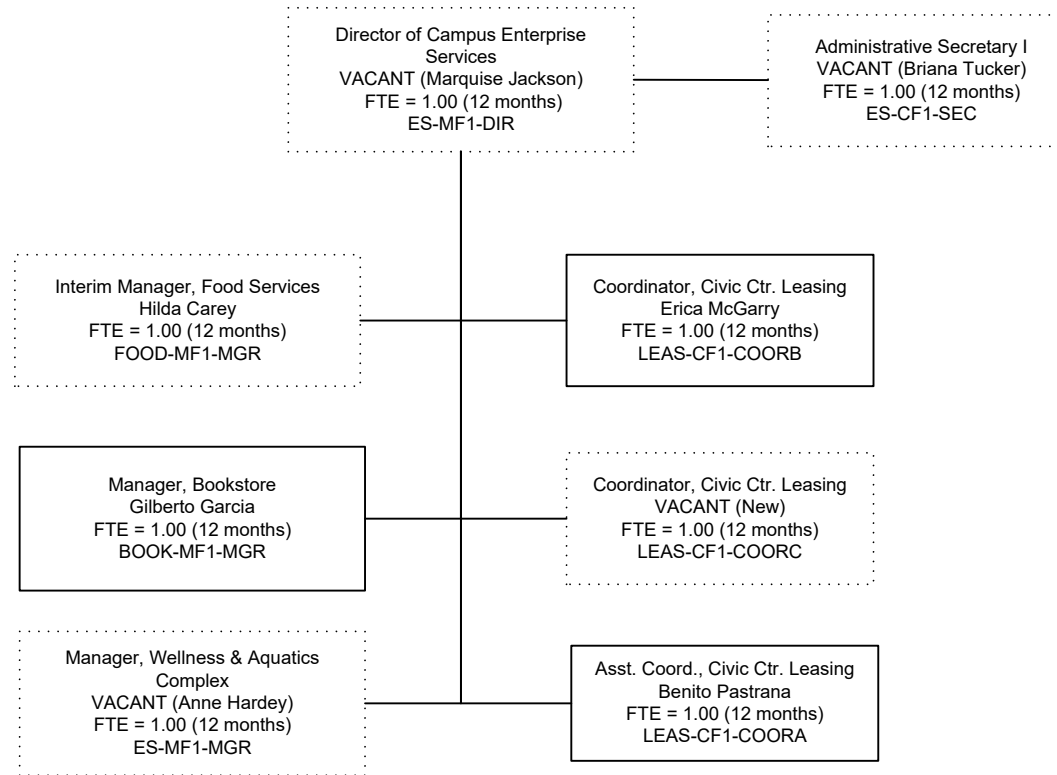 Director of Campus Enterprise
Services
VACANT (Marquise Jackson)
FTE = 1.00 (12 months)
ES-MF1-DIR
Administrative Secretary I
VACANT (Briana Tucker)
FTE = 1.00 (12 months)
ES-CF1-SEC
Interim Manager, Food Services
Hilda Carey
FTE = 1.00 (12 months)
FOOD-MF1-MGR
Coordinator, Civic Ctr. Leasing
Erica McGarry
FTE = 1.00 (12 months)
LEAS-CF1-COORB
Manager, Bookstore
Gilberto Garcia
FTE = 1.00 (12 months)
BOOK-MF1-MGR
Coordinator, Civic Ctr. Leasing
VACANT (New)
FTE = 1.00 (12 months)
LEAS-CF1-COORC
Manager, Wellness & Aquatics
Complex
VACANT (Anne Hardey)
FTE = 1.00 (12 months)
ES-MF1-MGR
Asst. Coord., Civic Ctr. Leasing
Benito Pastrana
FTE = 1.00 (12 months)
LEAS-CF1-COORA